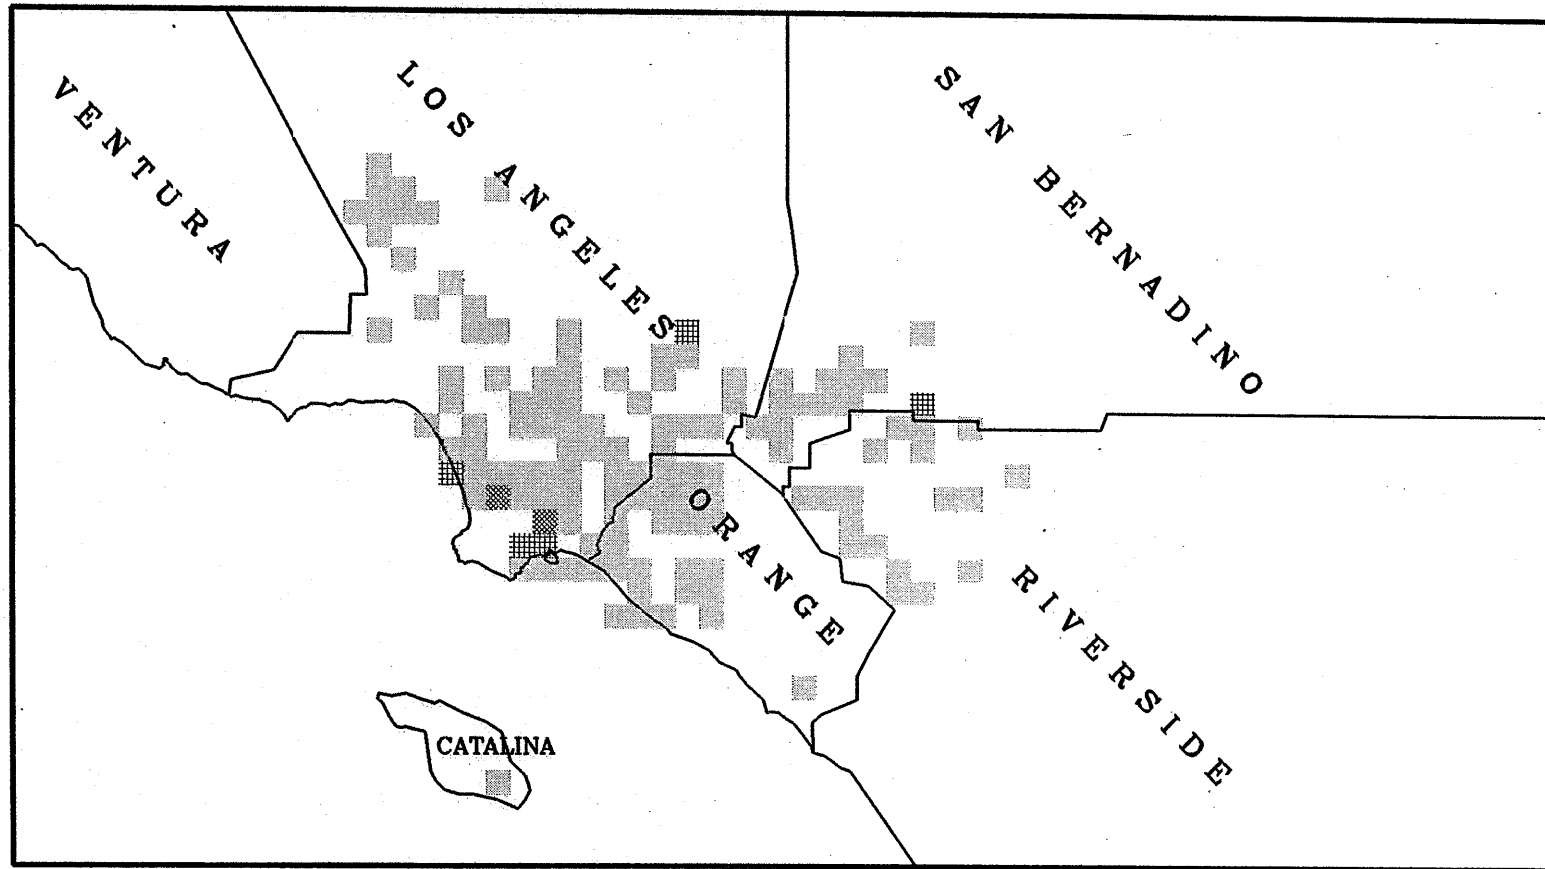 VENTURA
LOS ANGELES
SAN BERNADINO
ORANGE
RIVERSIDE
CATALINA